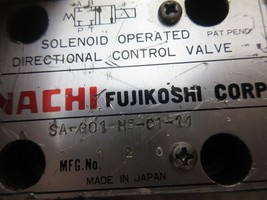 SOLENOID OPERATED
PAT. PEND.
DIRECTIONAL CONTROL VALVE
NACHI FUJIKOSHI CORP
MFG.No.
MADE IN JAPAN